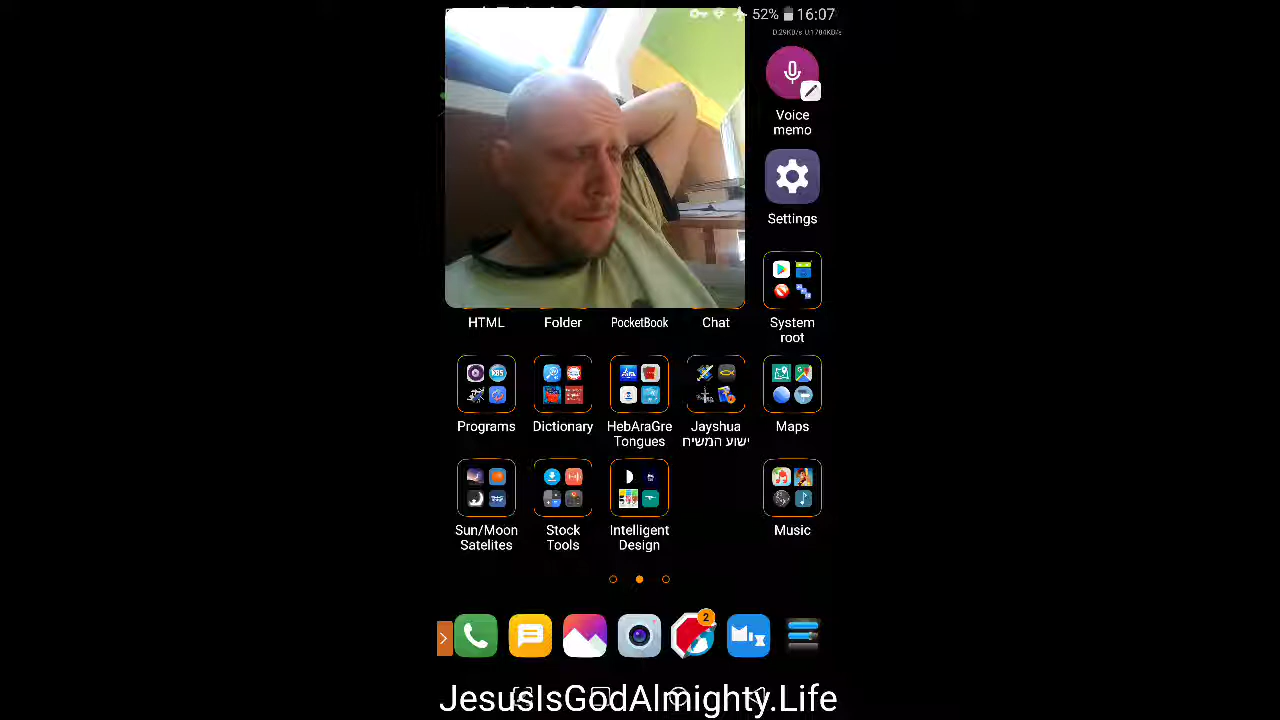 52% 16:07
Voice
memo
Settings
HTML Folder PocketBook Chat System
root
Programs Dictionary HebAraGre
Tongues Jayshua
ישוע המשיח Maps
Sun/Moon
Satelites Stock
Tools Intelligent
Design Music
2
JesusIsGodAlmighty.Life